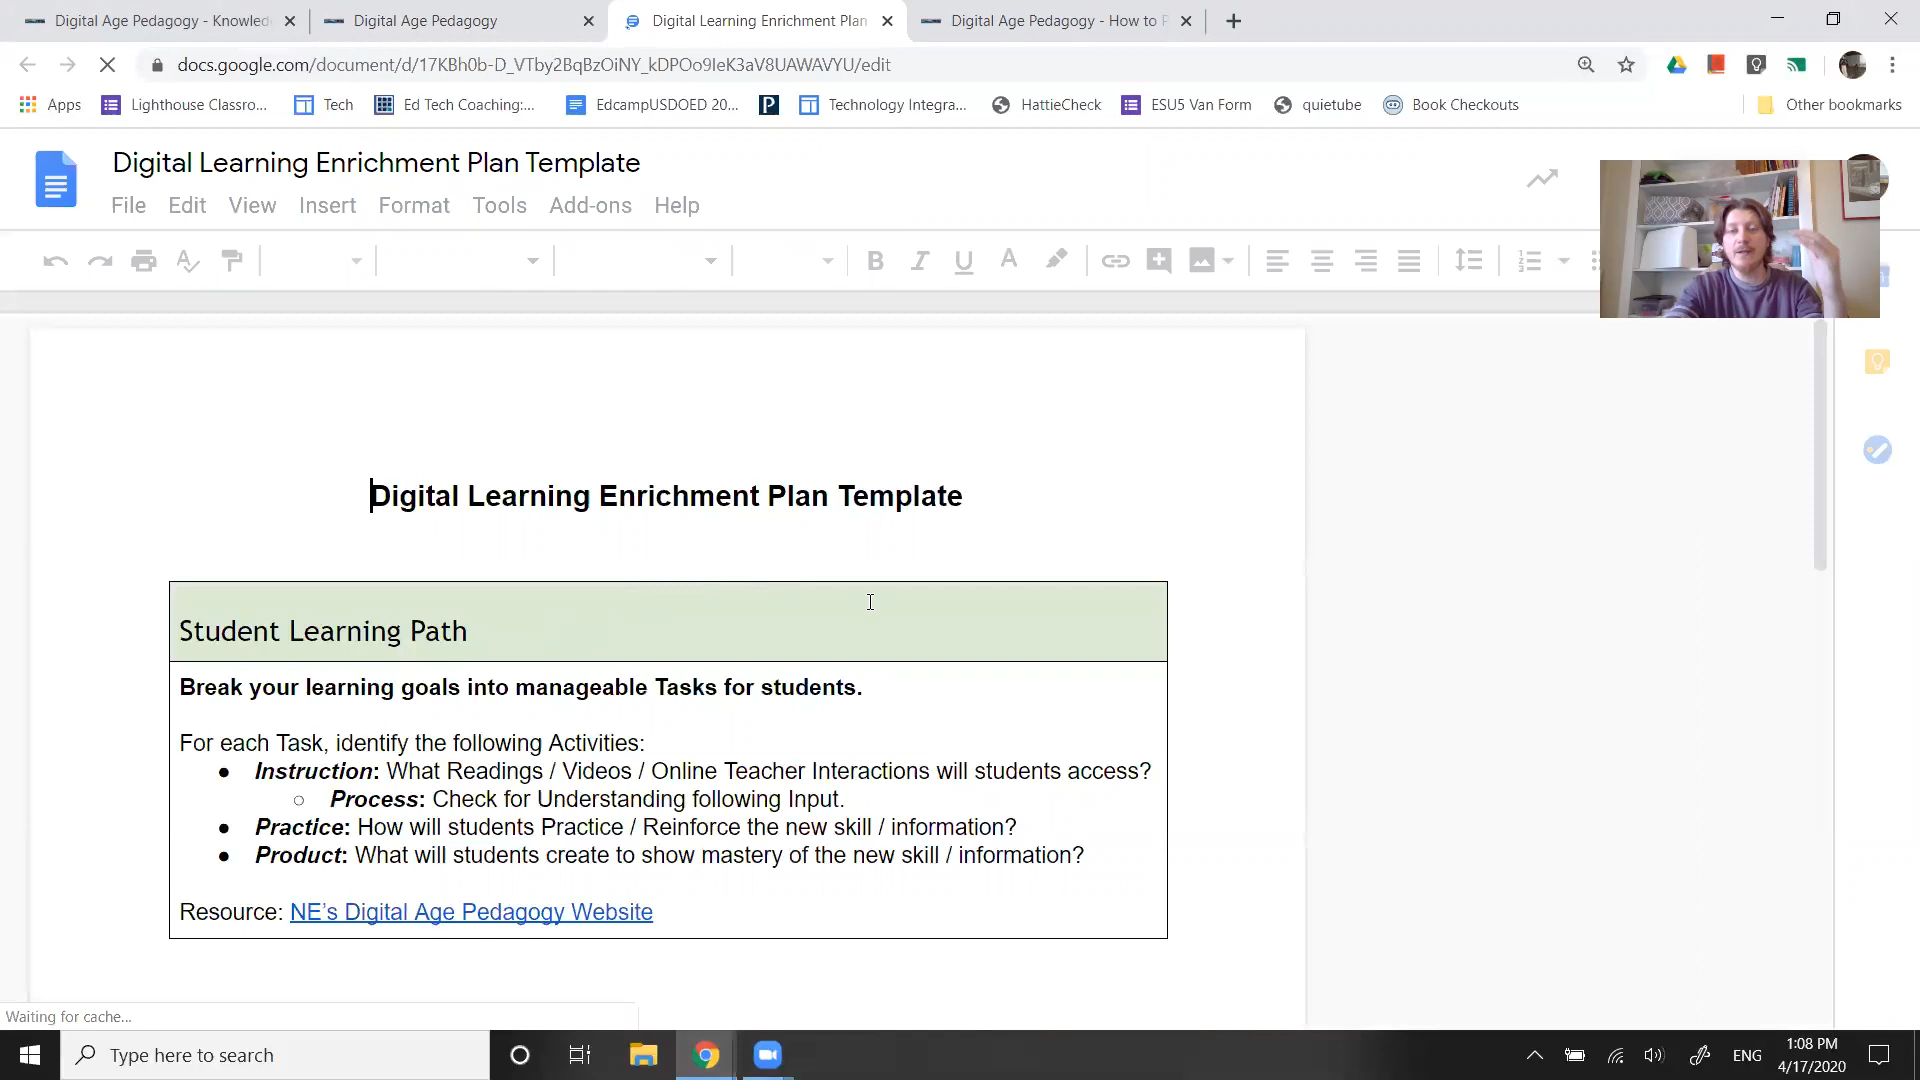 Digital Age Pedagogy - Knowled
Digital Age Pedagogy
Digital Learning Enrichment Plan
Digital Age Pedagogy - How to P
docs.google.com/document/d/17KBh0b-D_VTby2BqBzOiNY_kDPOo9IeK3aV8UAWAVYU/edit
Apps
Lighthouse Classro...
Tech
Ed Tech Coaching:...
EdcampUSDOED 20...
P
Technology Integra...
HattieCheck
ESU5 Van Form
quietube
Book Checkouts
Other bookmarks
Digital Learning Enrichment Plan Template
File Edit View Insert Format Tools Add-ons Help
Digital Learning Enrichment Plan Template
Student Learning Path
Break your learning goals into manageable Tasks for students.
For each Task, identify the following Activities:
● Instruction: What Readings / Videos / Online Teacher Interactions will students access?
○ Process: Check for Understanding following Input.
● Practice: How will students Practice / Reinforce the new skill / information?
● Product: What will students create to show mastery of the new skill / information?
Resource: NE's Digital Age Pedagogy Website
Waiting for cache...
Type here to search
ENG
1:08 PM
4/17/2020